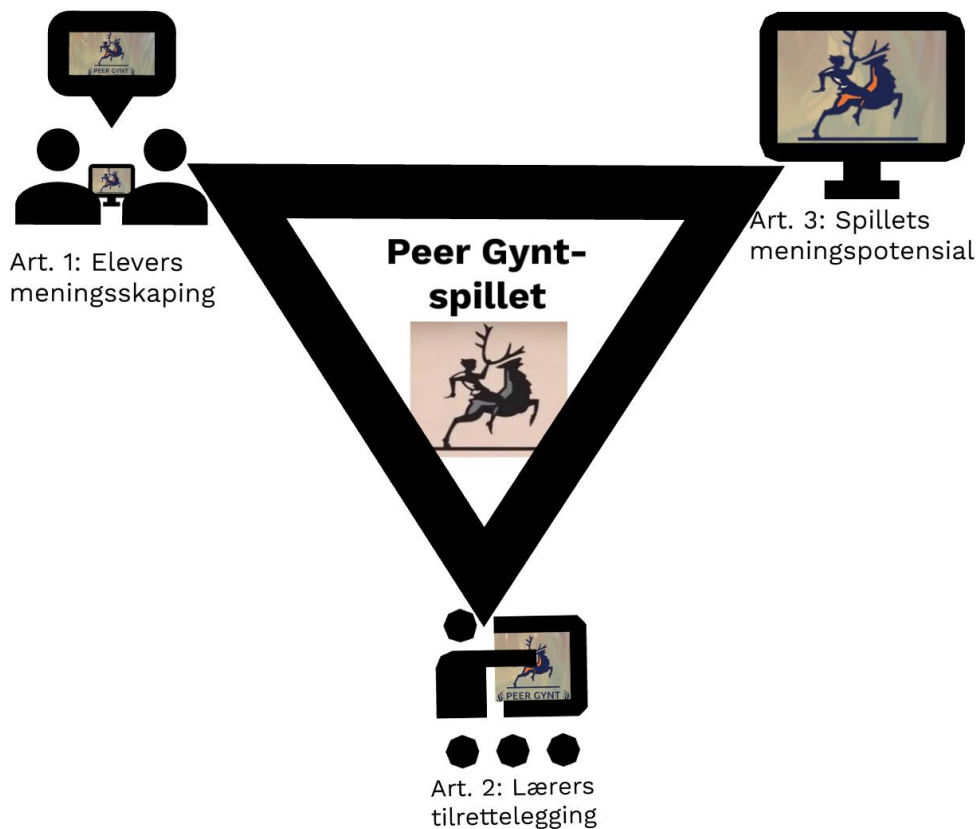 PEER GYNT
Art. 1: Elevers
meningsskaping
Peer Gynt-
spillet
Art. 3: Spillets
meningspotensial
PEER GYNT
Art. 2: Lærers
tilrettelegging